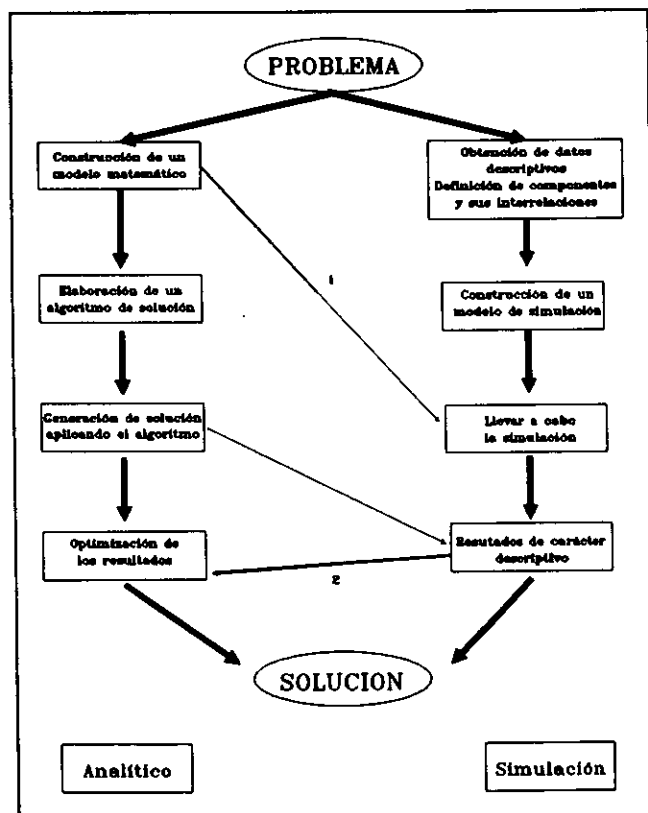 PROBLEMA
Construcción de un
modelo matemático
Obtención de datos
descriptivos
Definición de componentes
y sus interrelaciones
1
Elaboración de un
algoritmo de solución
Construcción de un
modelo de simulación
Generación de solución
aplicando el algoritmo
Llevar a cabo
la simulación
Optimización de
los resultados
Resutados de carácter
descriptivo
2
SOLUCION
Analítico
Simulación